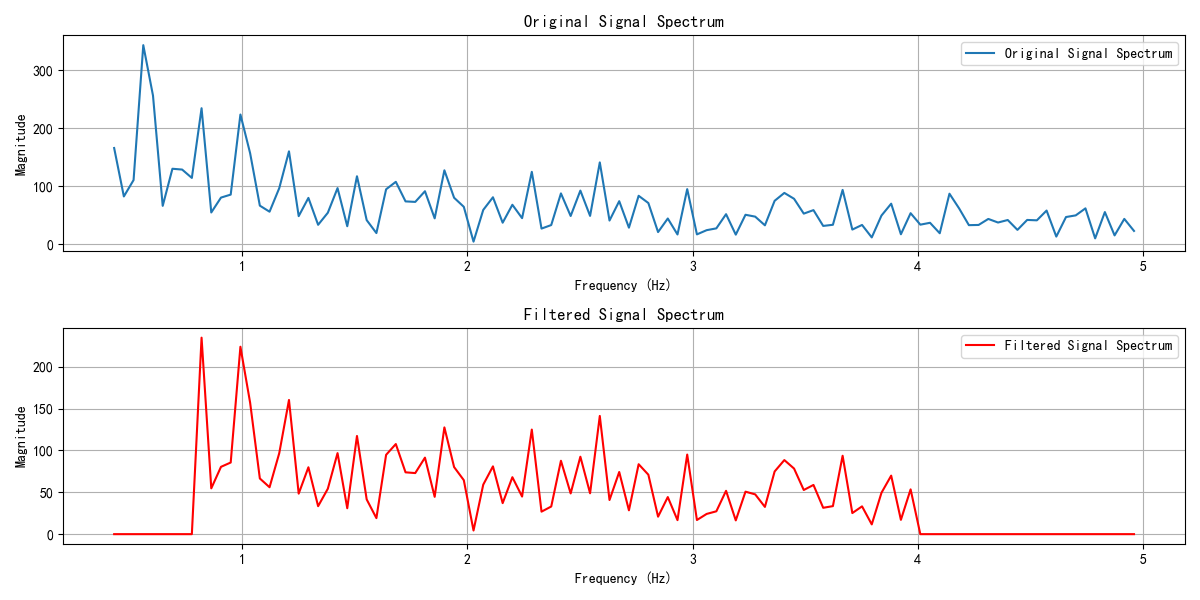 Original Signal Spectrum
Original Signal Spectrum
Magnitude
300
200
100
0
1 2 3 4 5
Frequency (Hz)
Filtered Signal Spectrum
Filtered Signal Spectrum
Magnitude
200
150
100
50
0
1 2 3 4 5
Frequency (Hz)